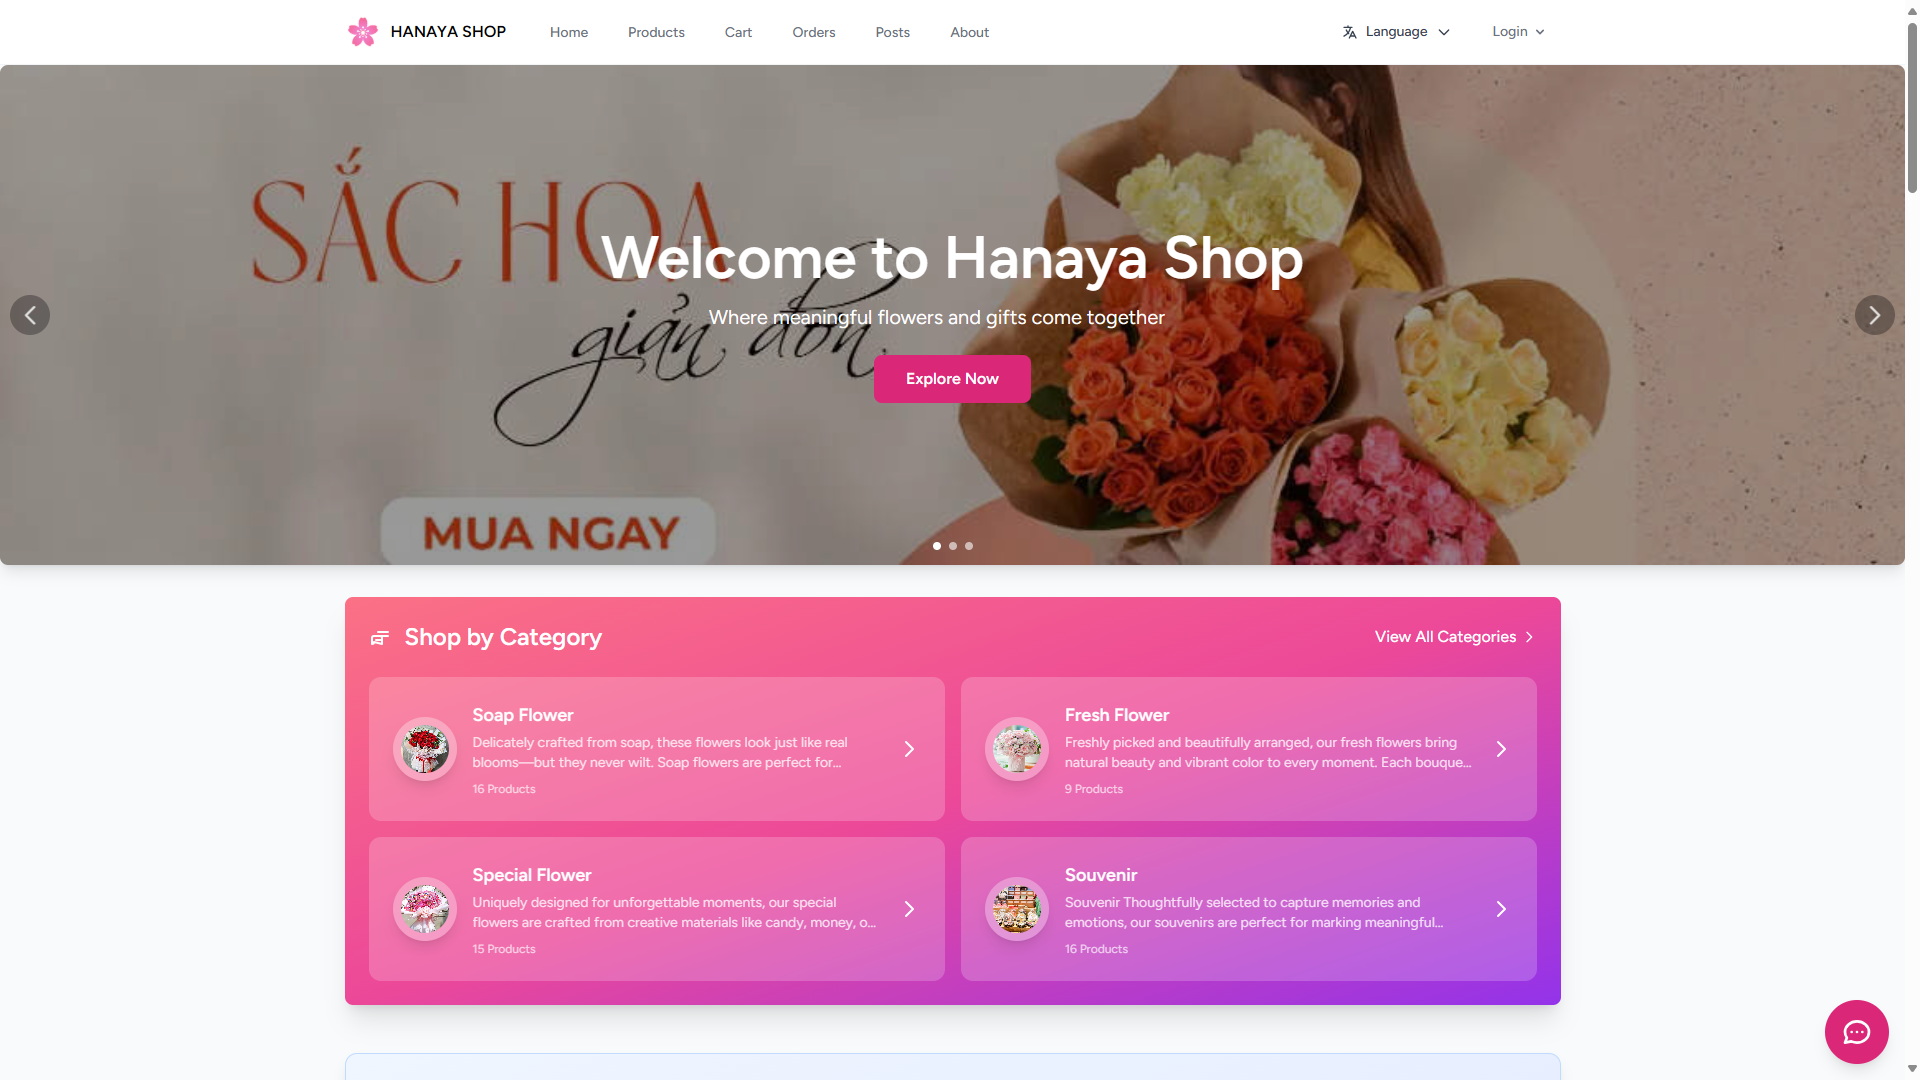 HANAYA SHOP
Home
Products
Cart
Orders
Posts
About
Language
Login
SẮC HOA
giản đơn
MUA NGAY
Welcome to Hanaya Shop
Where meaningful flowers and gifts come together
Explore Now
Shop by Category
View All Categories
Soap Flower
Delicately crafted from soap, these flowers look just like real
blooms—but they never wilt. Soap flowers are perfect for...
16 Products
Fresh Flower
Freshly picked and beautifully arranged, our fresh flowers bring
natural beauty and vibrant color to every moment. Each bouque...
9 Products
Special Flower
Uniquely designed for unforgettable moments, our special
flowers are crafted from creative materials like candy, money, o...
15 Products
Souvenir
Souvenir Thoughtfully selected to capture memories and
emotions, our souvenirs are perfect for marking meaningful...
16 Products